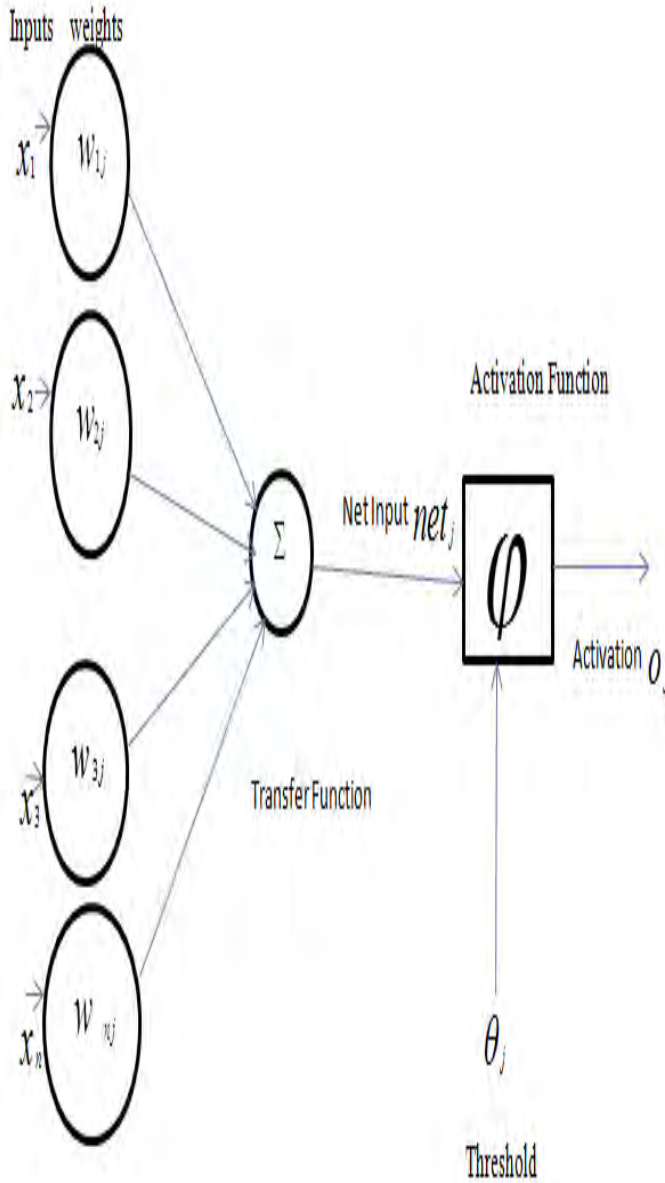 Inputs weights
x₁
w₁ⱼ
x₂
w₂ⱼ
Activation Function
Net Input netⱼ
Σ
φ
Activation oⱼ
x₃
w₃ⱼ
Transfer Function
xₙ
w ₙⱼ
θⱼ
Threshold